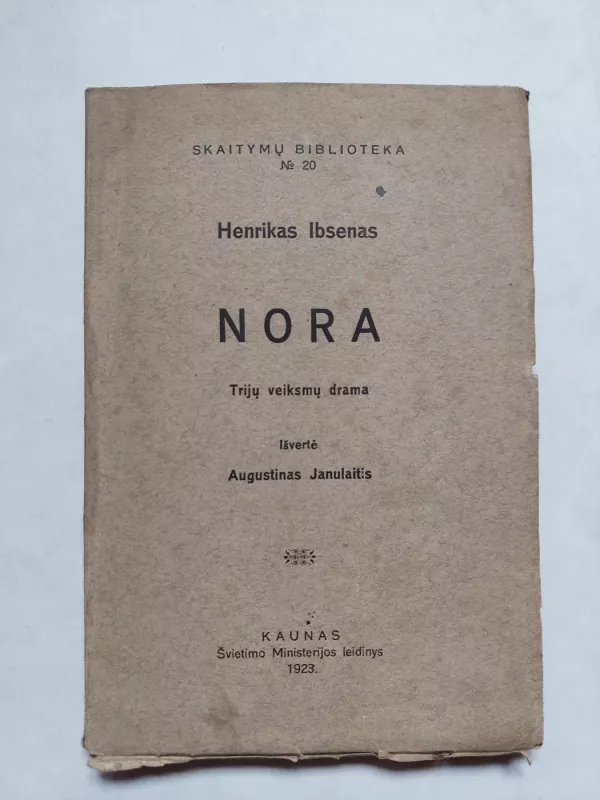 SKAITYMŲ BIBLIOTEKA
№ 20
Henrikas Ibsenas
NORA
Trijų veiksmų drama
Išvertė
Augustinas Janulaitis
KAUNAS
Švietimo Ministerijos leidinys
1923.